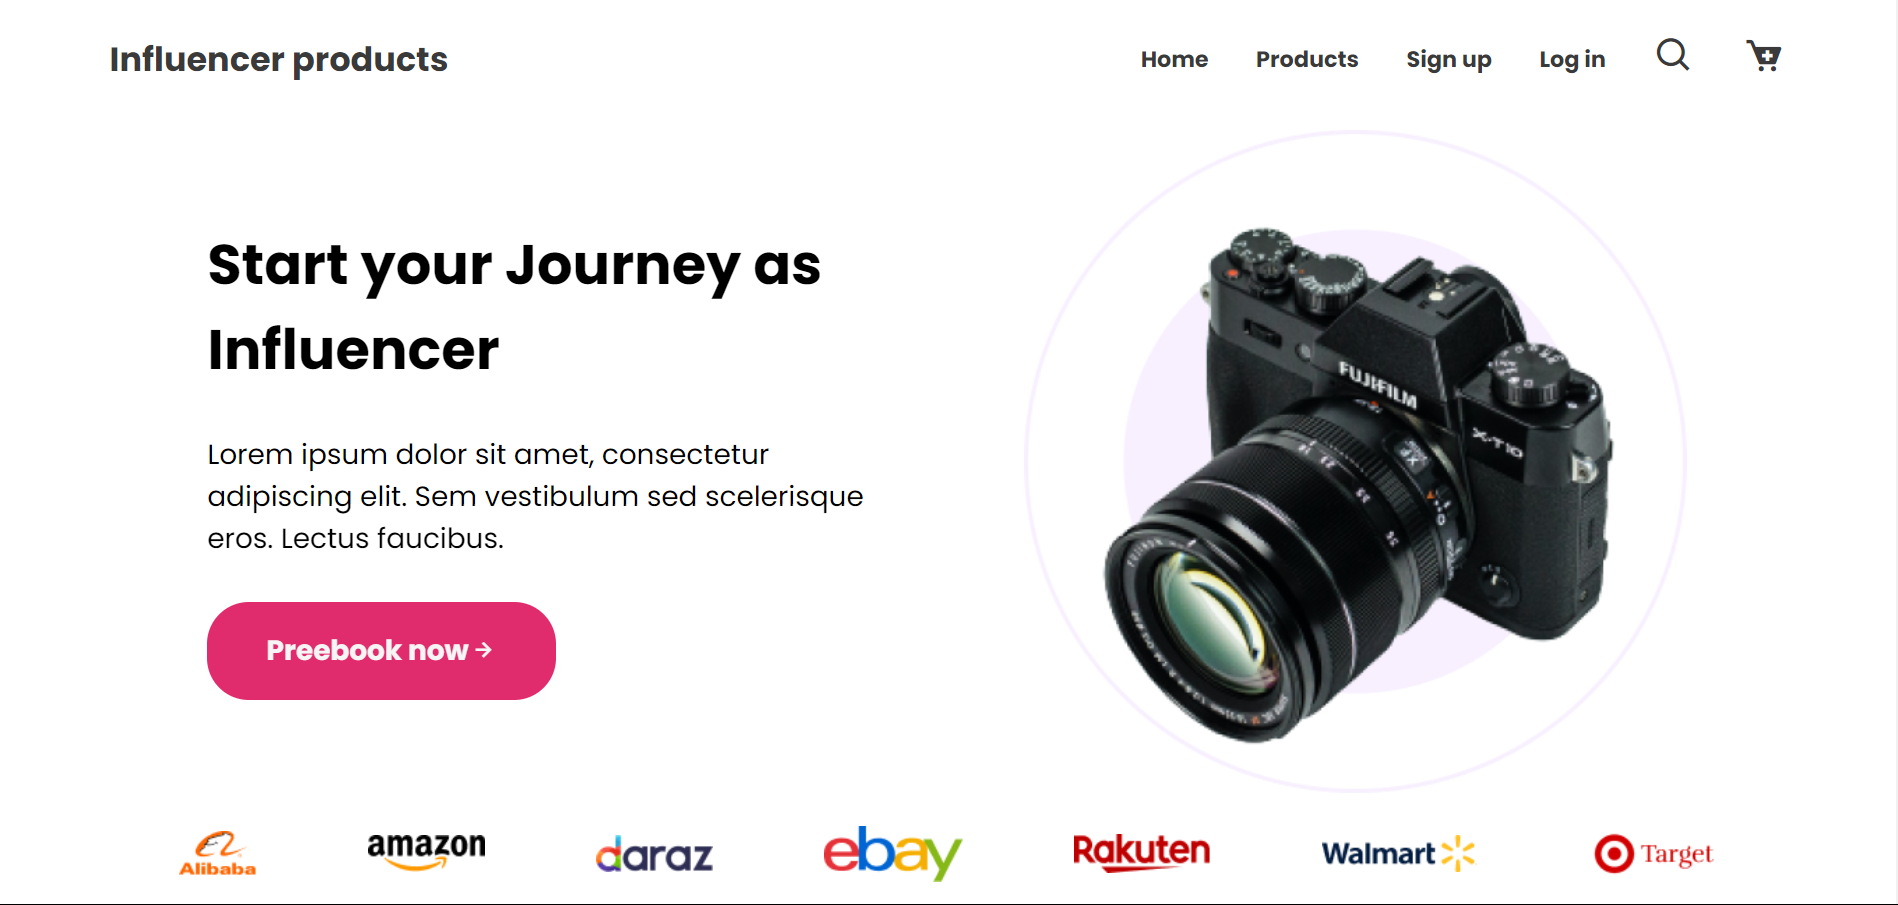 Influencer products
Home Products Sign up Log in
Start your Journey as
Influencer
Lorem ipsum dolor sit amet, consectetur
adipiscing elit. Sem vestibulum sed scelerisque
eros. Lectus faucibus.
Preebook now →
FUJIFILM
X-T10
XF
Alibaba
amazon
daraz
ebay
Rakuten
Walmart
Target